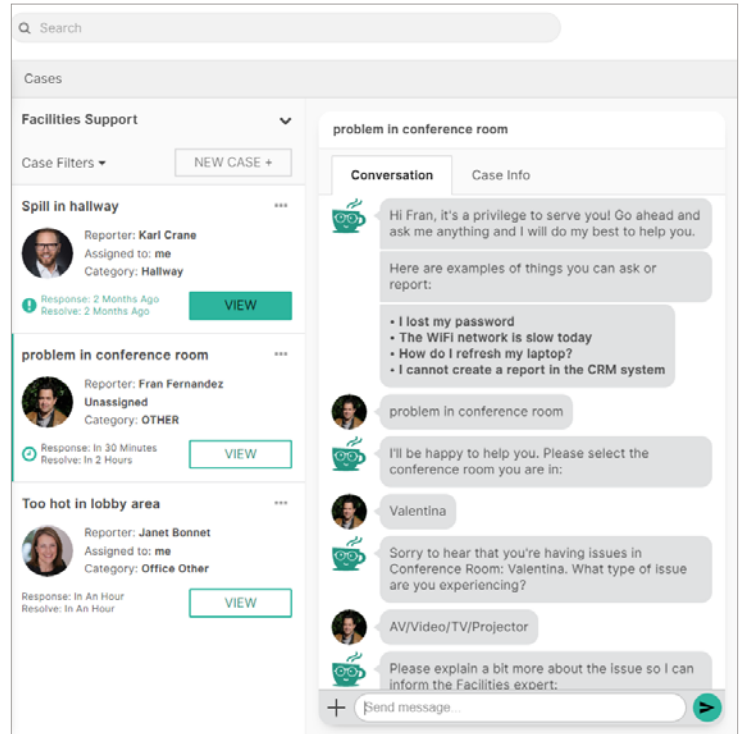 Search
Cases
Facilities Support
Case Filters
NEW CASE +
Spill in hallway
Reporter: Karl Crane
Assigned to: me
Category: Hallway
Response: 2 Months Ago
Resolve: 2 Months Ago
VIEW
problem in conference room
Reporter: Fran Fernandez
Unassigned
Category: OTHER
Response: In 30 Minutes
Resolve: In 2 Hours
VIEW
Too hot in lobby area
Reporter: Janet Bonnet
Assigned to: me
Category: Office Other
Response: In An Hour
Resolve: In An Hour
VIEW
problem in conference room
Conversation
Case Info
Hi Fran, it's a privilege to serve you! Go ahead and
ask me anything and I will do my best to help you.
Here are examples of things you can ask or
report:
• I lost my password
• The WiFi network is slow today
• How do I refresh my laptop?
• I cannot create a report in the CRM system
problem in conference room
I'll be happy to help you. Please select the
conference room you are in:
Valentina
Sorry to hear that you're having issues in
Conference Room: Valentina. What type of issue
are you experiencing?
AV/Video/TV/Projector
Please explain a bit more about the issue so I can
inform the Facilities expert:
Send message...